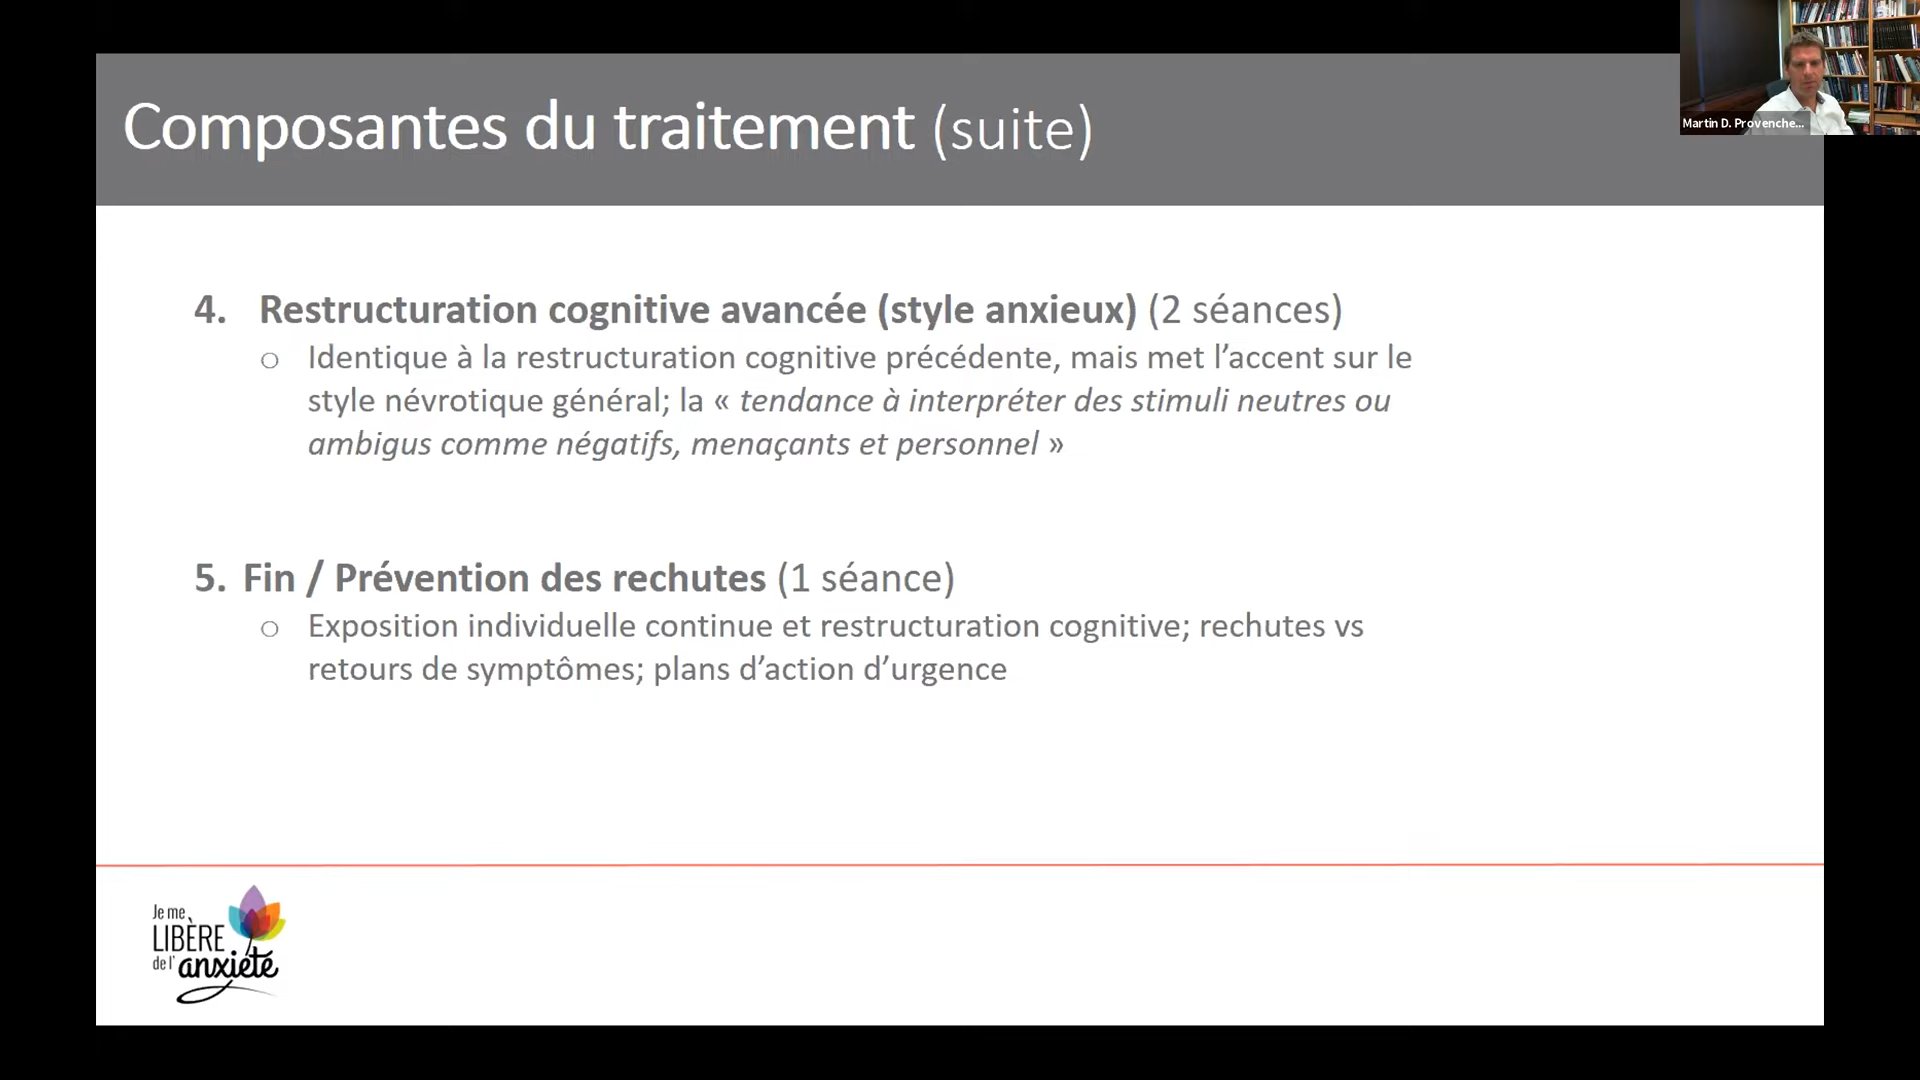 Composantes du traitement (suite)
Martin D. Provenche...
4. Restructuration cognitive avancée (style anxieux) (2 séances)
○ Identique à la restructuration cognitive précédente, mais met l’accent sur le
style névrotique général; la « tendance à interpréter des stimuli neutres ou
ambigus comme négatifs, menaçants et personnel »
5. Fin / Prévention des rechutes (1 séance)
○ Exposition individuelle continue et restructuration cognitive; rechutes vs
retours de symptômes; plans d’action d’urgence
Je me
LIBÈRE
de l’anxiété